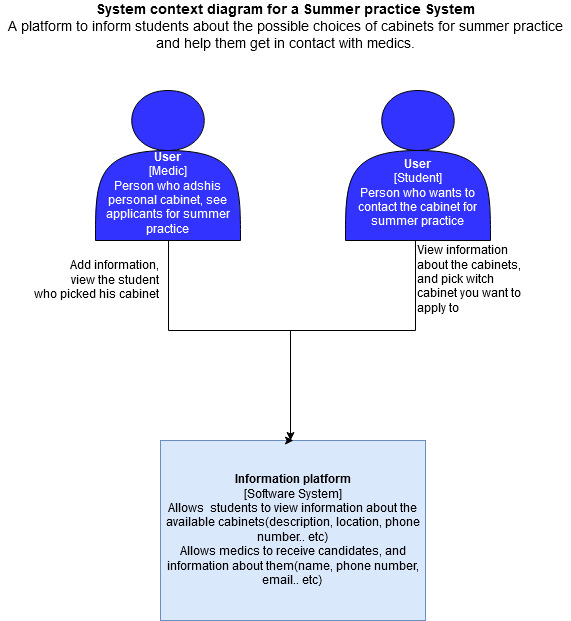 System context diagram for a Summer practice System
A platform to inform students about the possible choices of cabinets for summer practice
and help them get in contact with medics.
User
[Medic]
Person who adshis
personal cabinet, see
applicants for summer
practice
User
[Student]
Person who wants to
contact the cabinet for
summer practice
Add information,
view the student
who picked his cabinet
View information
about the cabinets,
and pick witch
cabinet you want to
apply to
Information platform
[Software System]
Allows students to view information about the
available cabinets(description, location, phone
number.. etc)
Allows medics to receive candidates, and
information about them(name, phone number,
email.. etc)